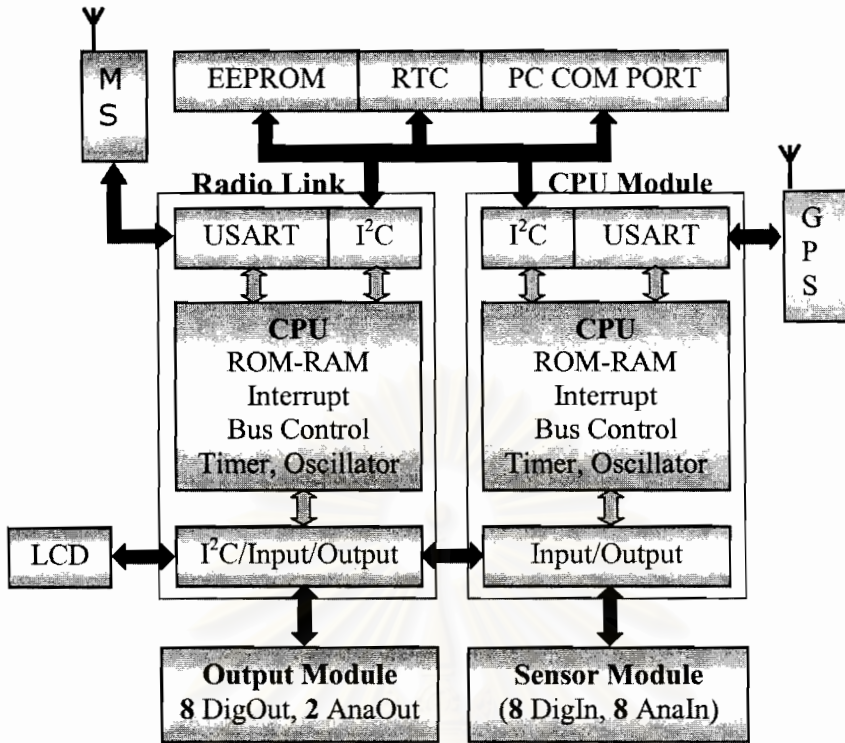 M
S
EEPROM RTC PC COM PORT
Radio Link CPU Module
G
P
S
USART I²C I²C USART
CPU
ROM-RAM
Interrupt
Bus Control
Timer, Oscillator
CPU
ROM-RAM
Interrupt
Bus Control
Timer, Oscillator
LCD I²C/Input/Output Input/Output
Output Module
8 DigOut, 2 AnaOut
Sensor Module
(8 DigIn, 8 AnaIn)